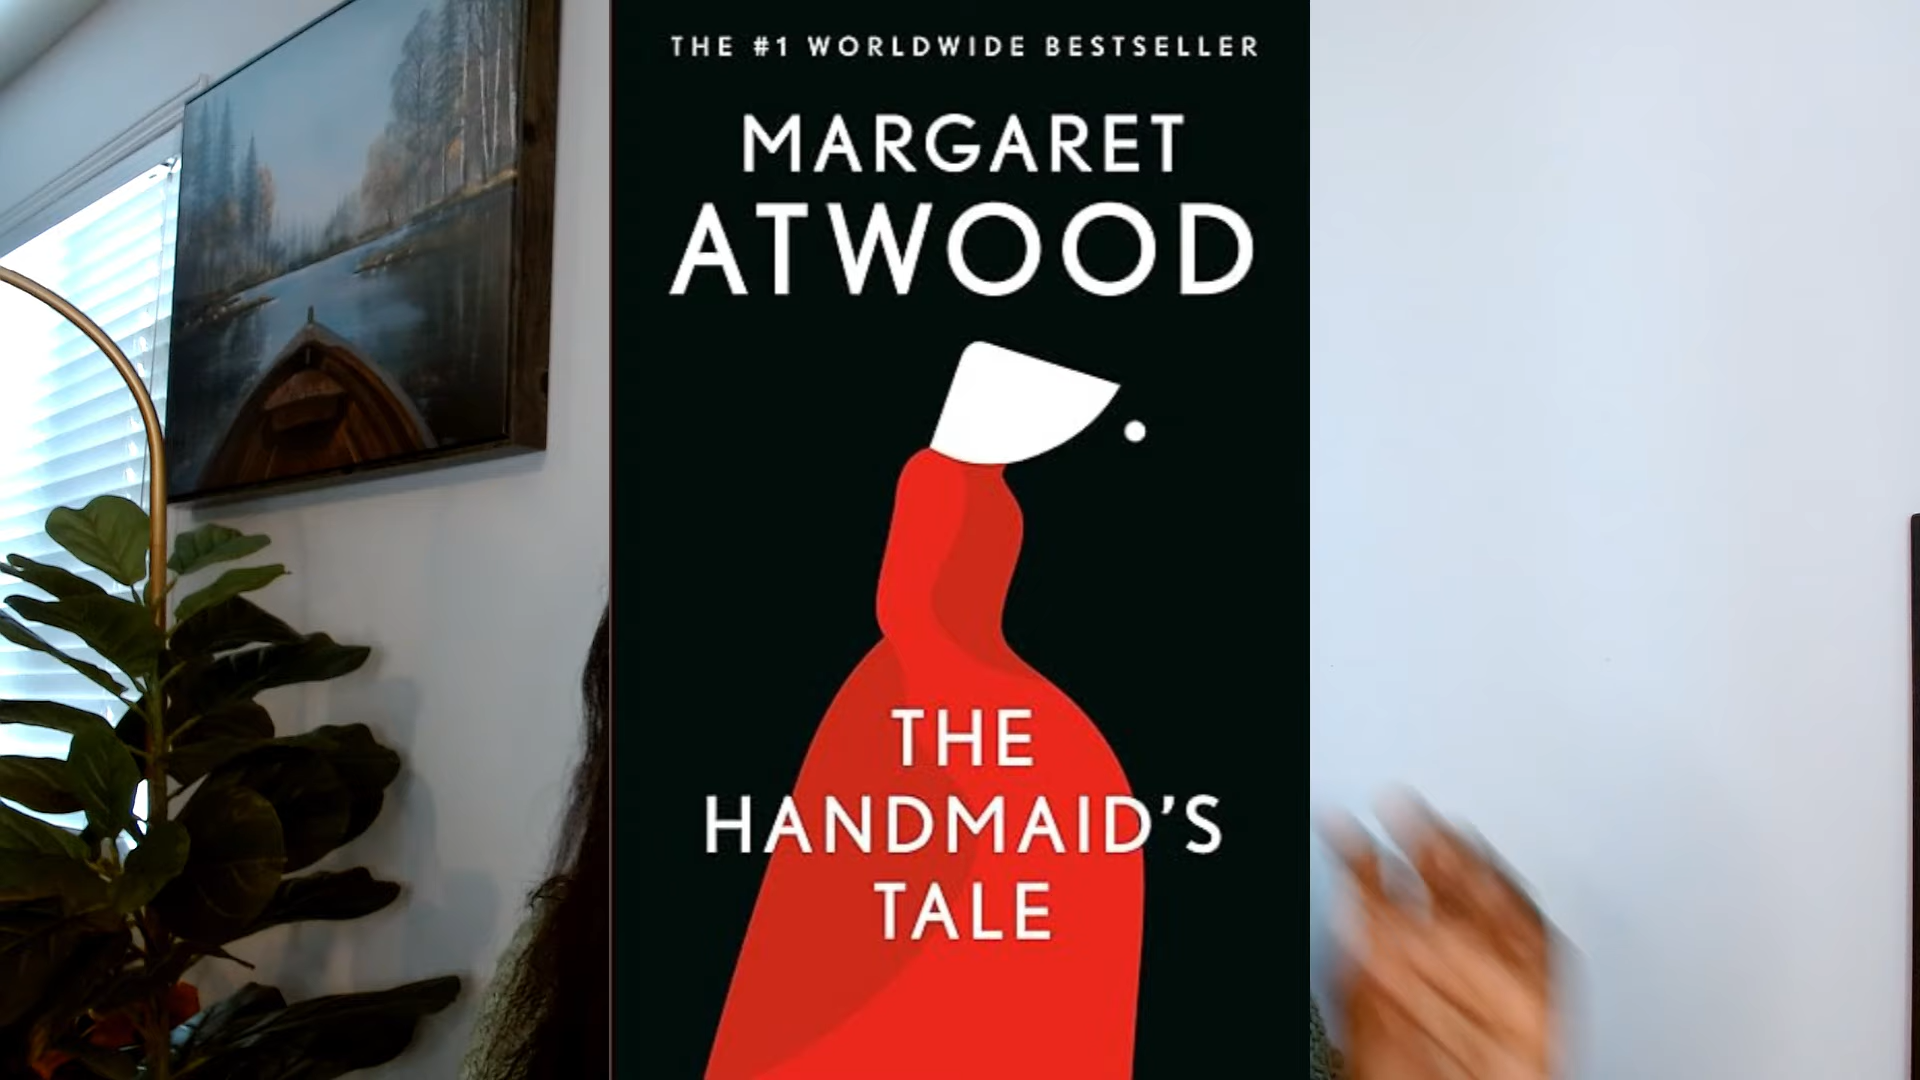 THE #1 WORLDWIDE BESTSELLER
MARGARET
ATWOOD
THE
HANDMAID'S
TALE